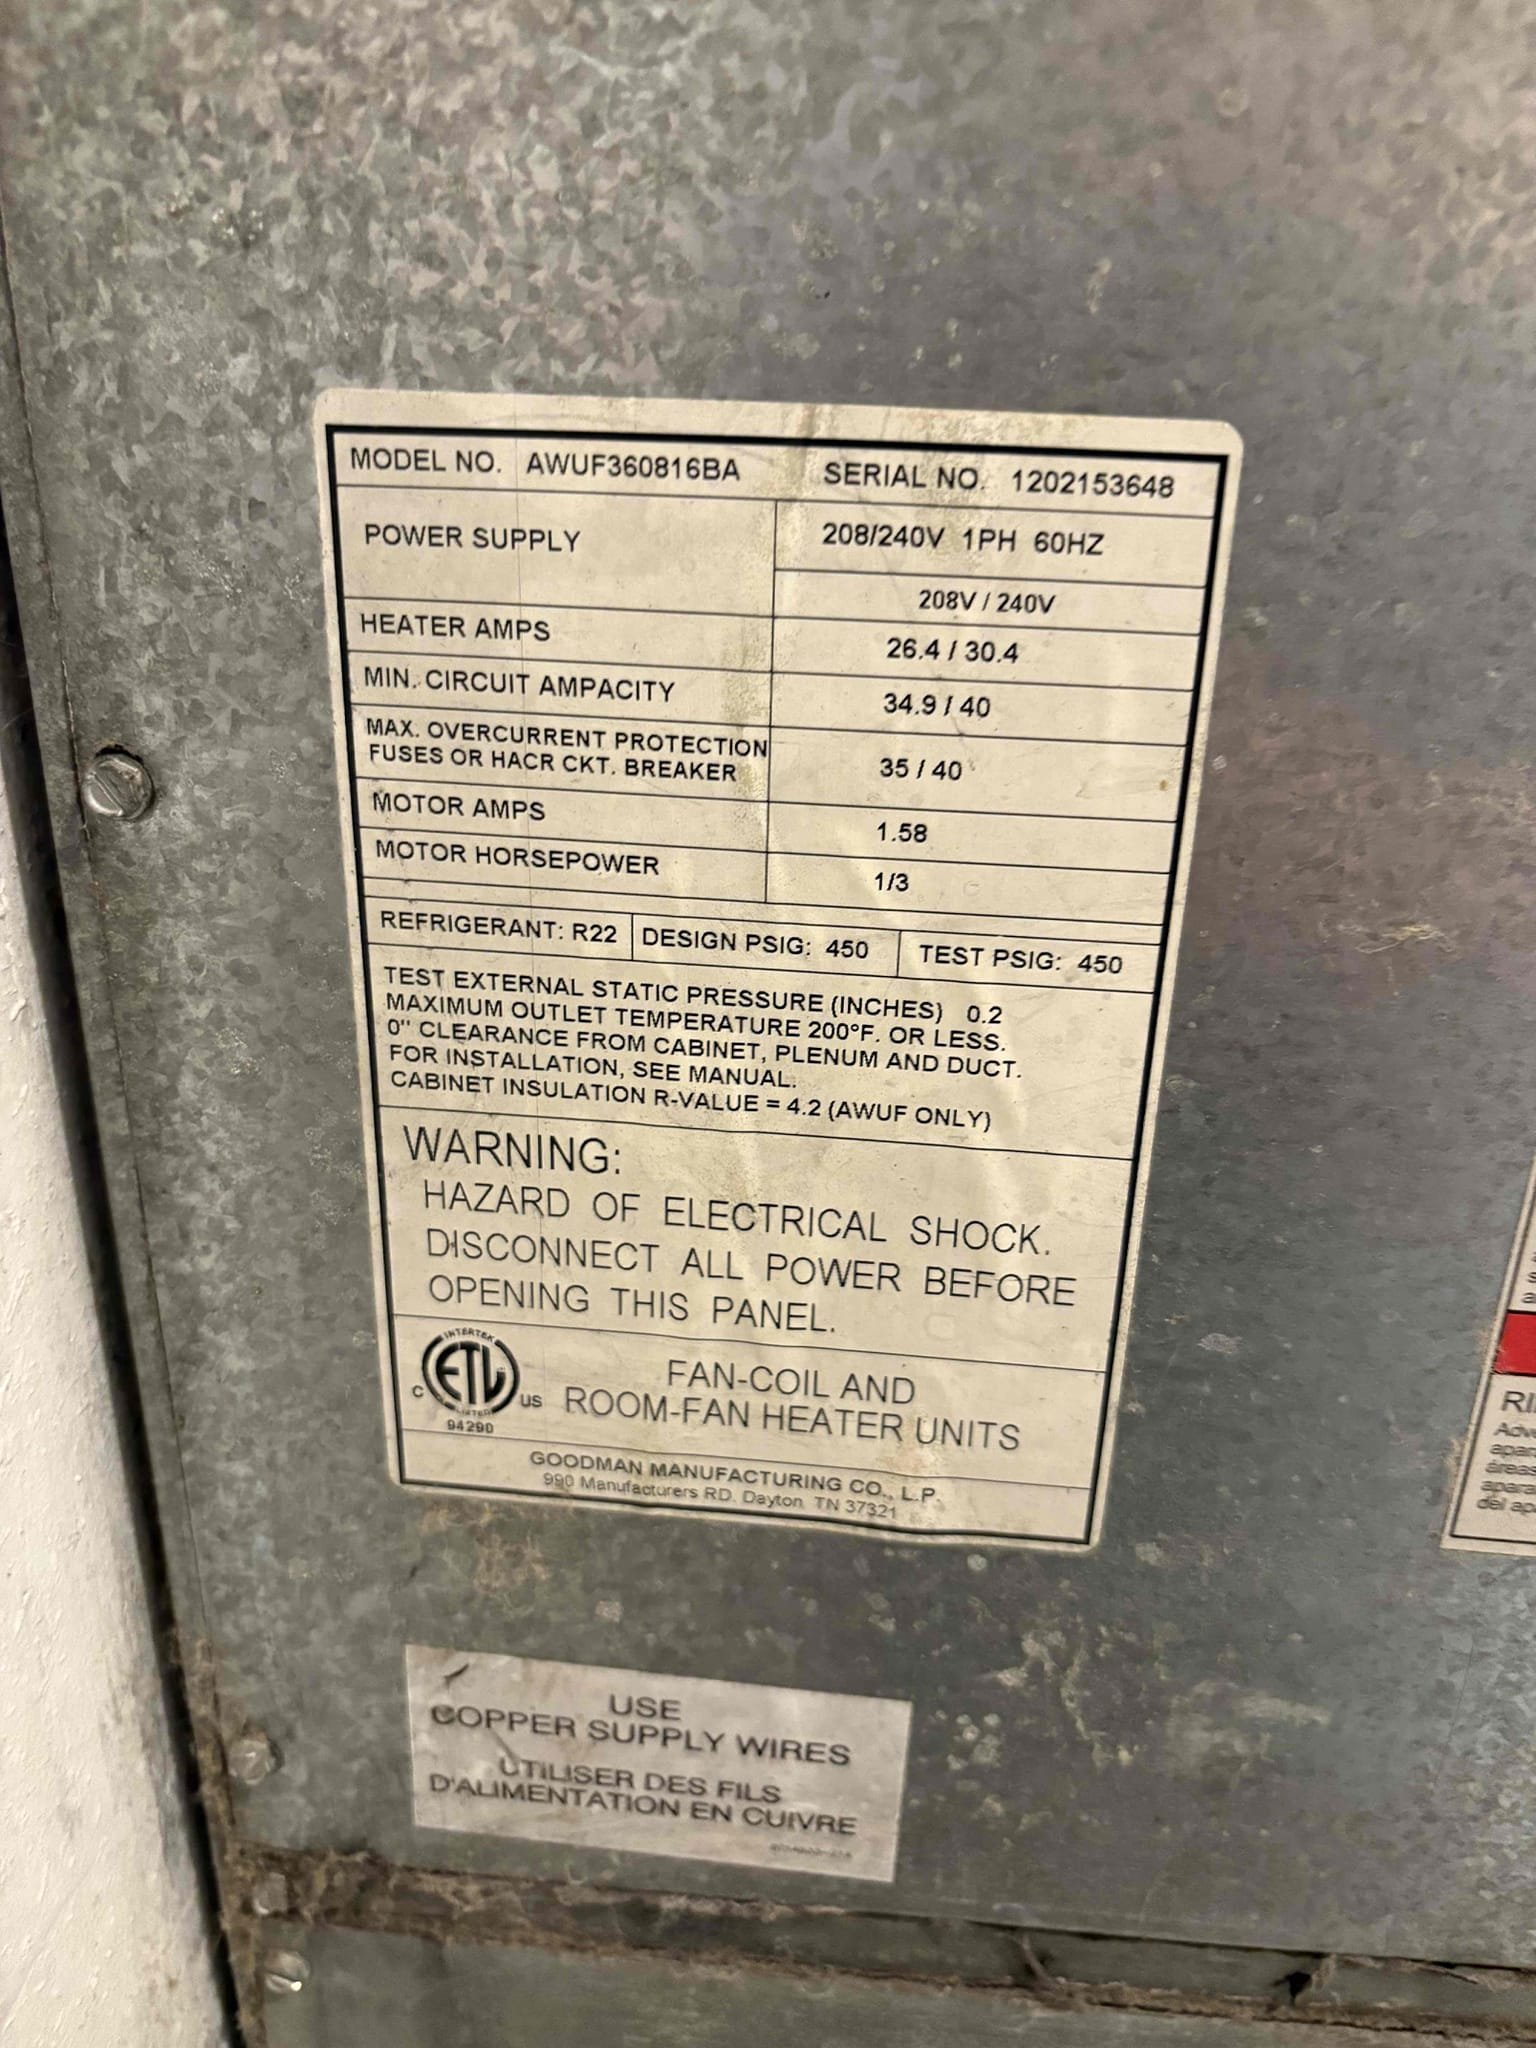 MODEL NO. AWUF360816BA SERIAL NO. 1202153648
POWER SUPPLY 208/240V 1PH 60HZ
208V / 240V
HEATER AMPS 26.4 / 30.4
MIN. CIRCUIT AMPACITY 34.9 / 40
MAX. OVERCURRENT PROTECTION
FUSES OR HACR CKT. BREAKER 35 / 40
MOTOR AMPS 1.58
MOTOR HORSEPOWER 1/3
REFRIGERANT: R22 DESIGN PSIG: 450 TEST PSIG: 450
TEST EXTERNAL STATIC PRESSURE (INCHES) 0.2
MAXIMUM OUTLET TEMPERATURE 200°F. OR LESS.
0" CLEARANCE FROM CABINET, PLENUM AND DUCT.
FOR INSTALLATION, SEE MANUAL.
CABINET INSULATION R-VALUE = 4.2 (AWUF ONLY)
WARNING:
HAZARD OF ELECTRICAL SHOCK.
DISCONNECT ALL POWER BEFORE
OPENING THIS PANEL.
INTERTEK
C ETL US
LISTED
94290
FAN-COIL AND
ROOM-FAN HEATER UNITS
GOODMAN MANUFACTURING CO., L.P.
990 Manufacturers RD. Dayton TN 37321
USE
COPPER SUPPLY WIRES
UTILISER DES FILS
D'ALIMENTATION EN CUIVRE